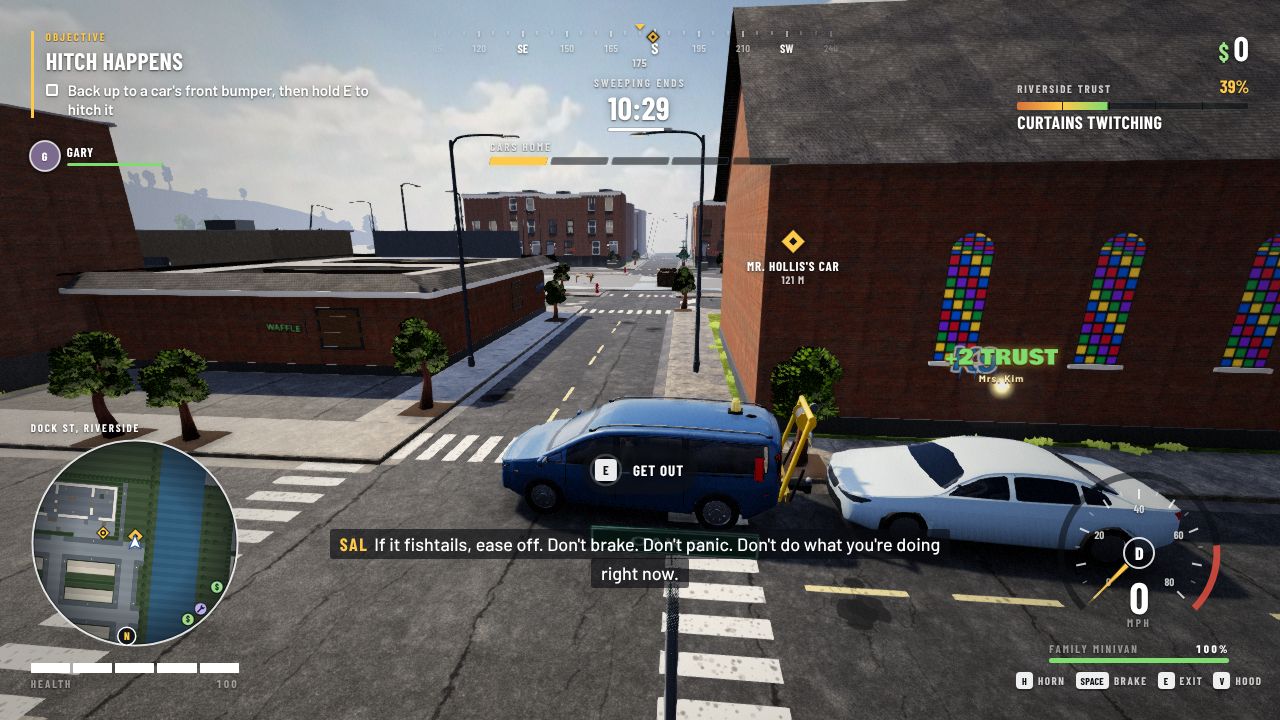 OBJECTIVE
HITCH HAPPENS
Back up to a car's front bumper, then hold E to
hitch it
G GARY
120 SE 150 165 S 195 210 SW 240
175
SWEEPING ENDS
10:29
CARS HOME
$0
RIVERSIDE TRUST 39%
CURTAINS TWITCHING
MR. HOLLIS'S CAR
121 M
WAFFLE
+2 TRUST
Mrs. Kim
DOCK ST, RIVERSIDE
E GET OUT
SAL If it fishtails, ease off. Don't brake. Don't panic. Don't do what you're doing
right now.
N
$
$
HEALTH 100
0 20 40 60 80
D
0
MPH
FAMILY MINIVAN 100%
H HORN SPACE BRAKE E EXIT V HOOD